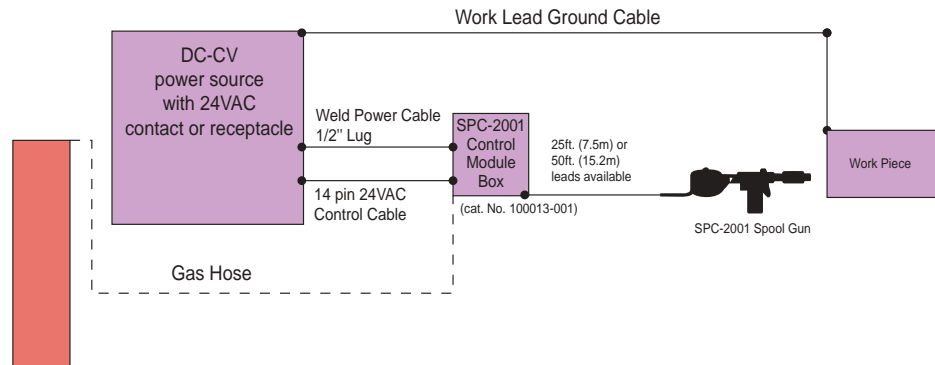 Work Lead Ground Cable
DC-CV
power source
with 24VAC
contact or receptacle
Weld Power Cable
1/2" Lug
SPC-2001
Control
Module
Box
25ft. (7.5m) or
50ft. (15.2m)
leads available
Work Piece
14 pin 24VAC
Control Cable
(cat. No. 100013-001)
SPC-2001 Spool Gun
Gas Hose